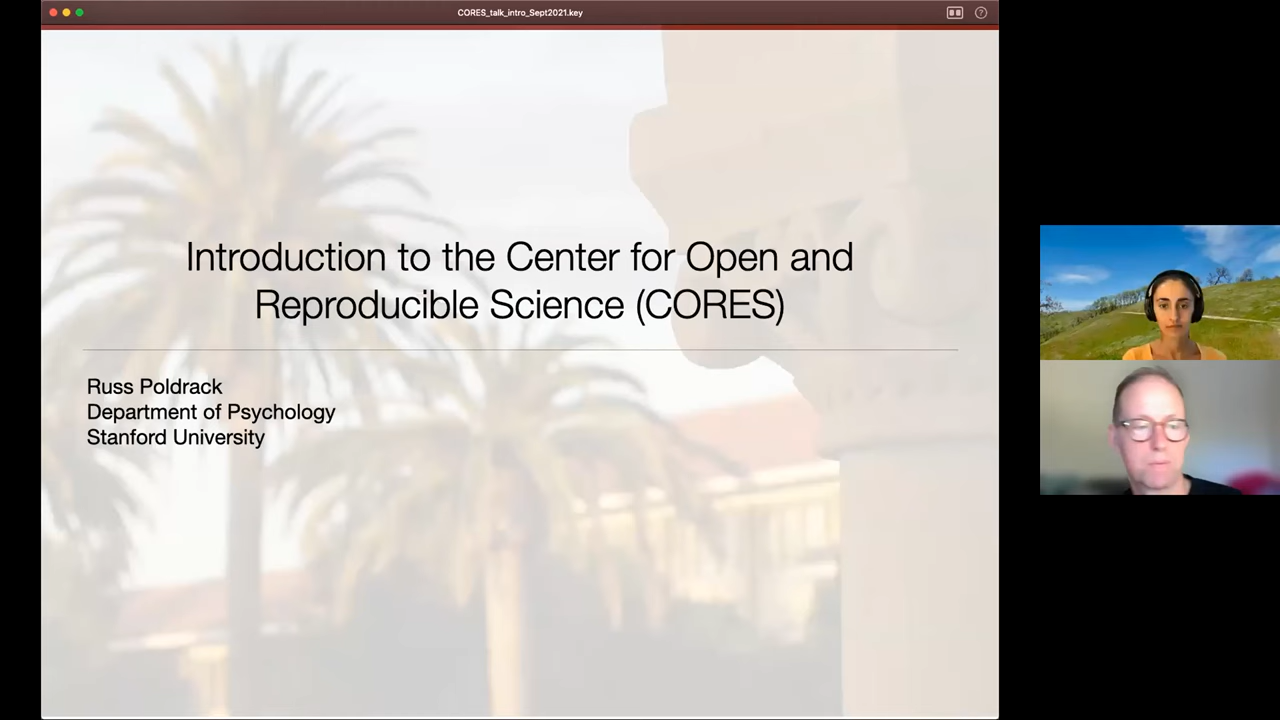 CORES_talk_intro_Sept2021.key
Introduction to the Center for Open and
Reproducible Science (CORES)
Russ Poldrack
Department of Psychology
Stanford University